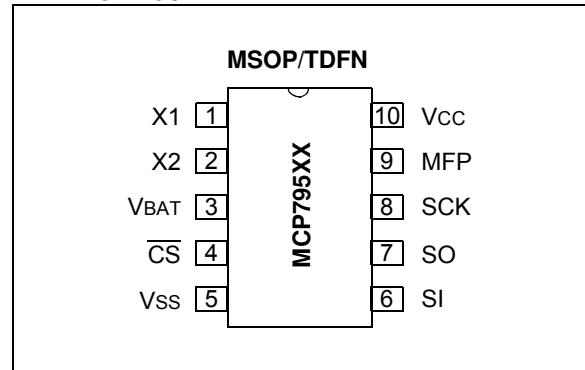 MSOP/TDFN
X1 1 10 VCC
X2 2 9 MFP
VBAT 3 8 SCK
CS 4 7 SO
VSS 5 6 SI
MCP795XX